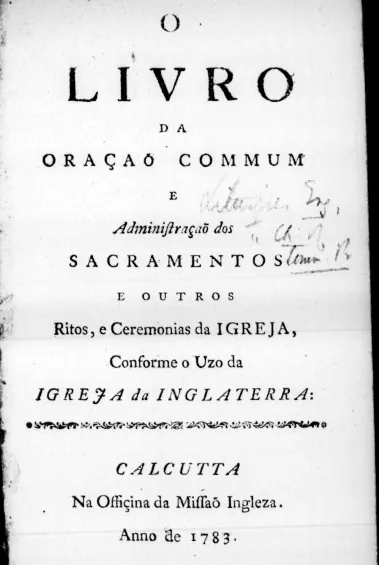 O
LIVRO
DA
ORAÇAÕ COMMUM
E
Adminiſtraçaõ dos
SACRAMENTOS
E OUTROS
Ritos, e Ceremonias da IGREJA,
Conforme o Uzo da
IGREJA da INGLATERRA:
CALCUTTA
Na Offiçina da Miſſaõ Ingleza.
Anno de 1783.